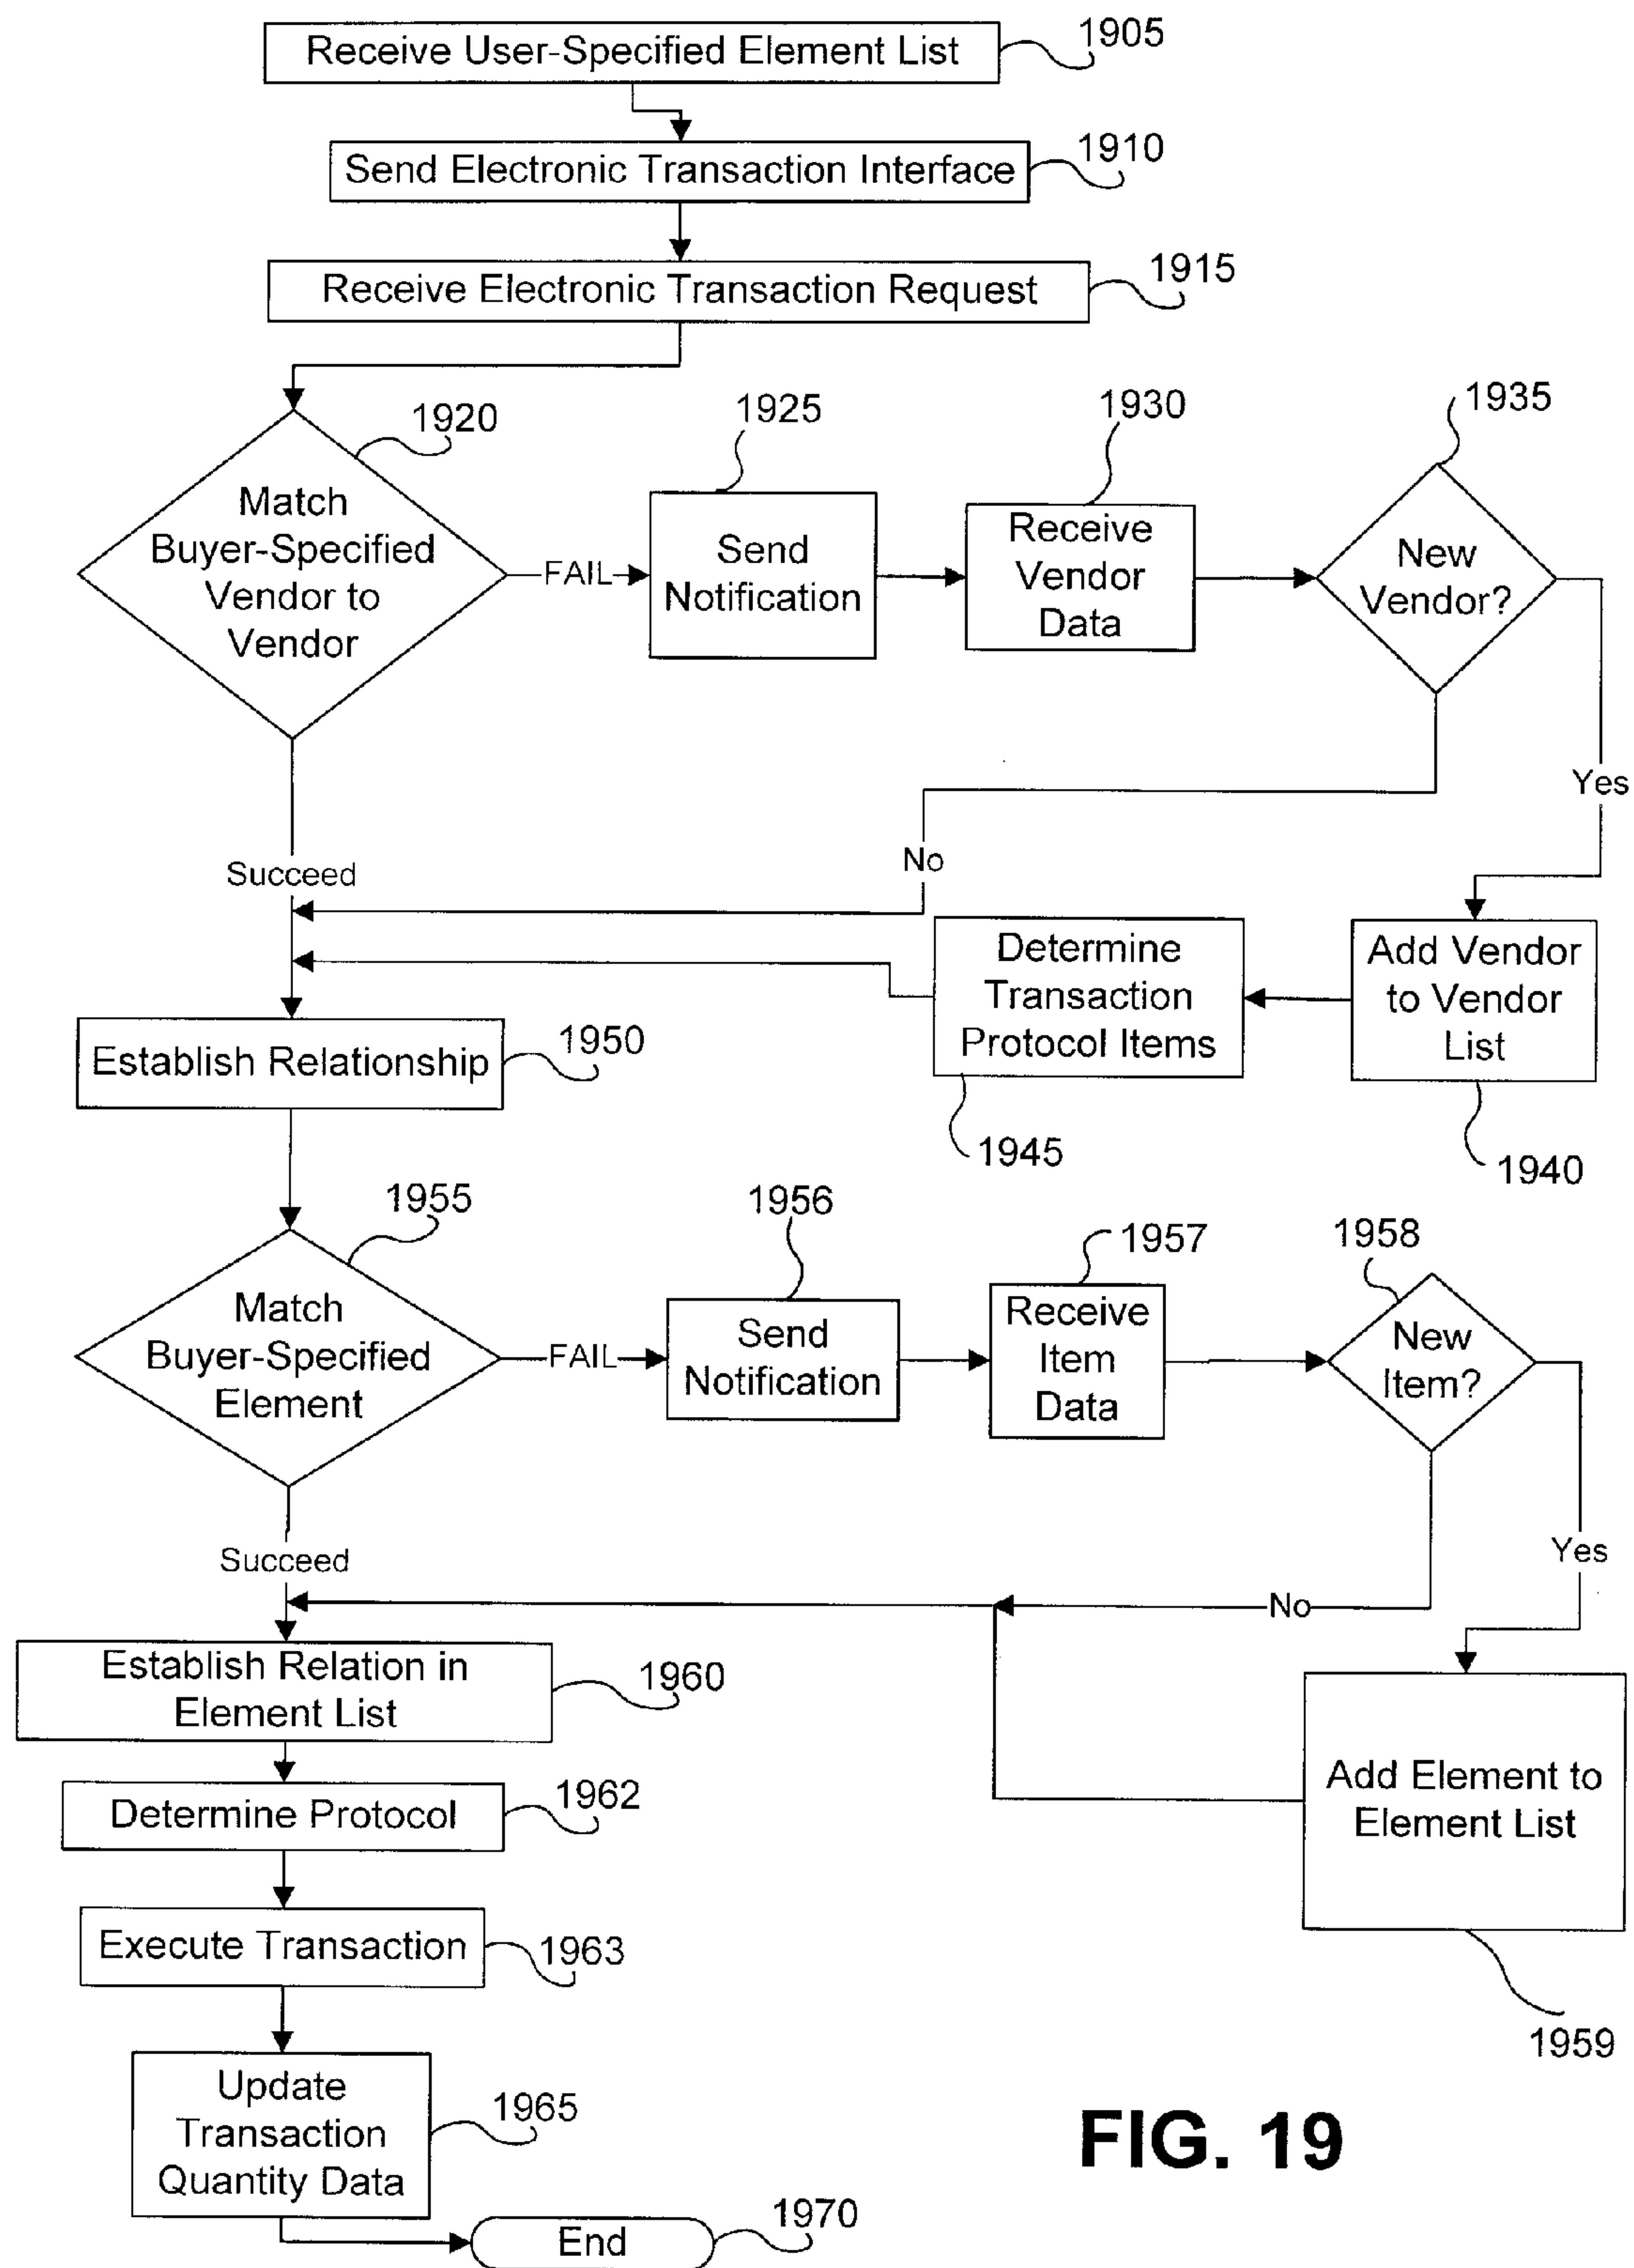 Receive User-Specified Element List
1905
Send Electronic Transaction Interface
1910
Receive Electronic Transaction Request
1915
1920
Match
Buyer-Specified
Vendor to
Vendor
FAIL
1925
Send
Notification
1930
Receive
Vendor
Data
1935
New
Vendor?
Yes
No
Succeed
Determine
Transaction
Protocol Items
1945
Add Vendor
to Vendor
List
1940
Establish Relationship
1950
1955
Match
Buyer-Specified
Element
FAIL
1956
Send
Notification
1957
Receive
Item
Data
1958
New
Item?
Yes
No
Succeed
Establish Relation in
Element List
1960
Add Element to
Element List
1959
Determine Protocol
1962
Execute Transaction
1963
Update
Transaction
Quantity Data
1965
End
1970
FIG. 19